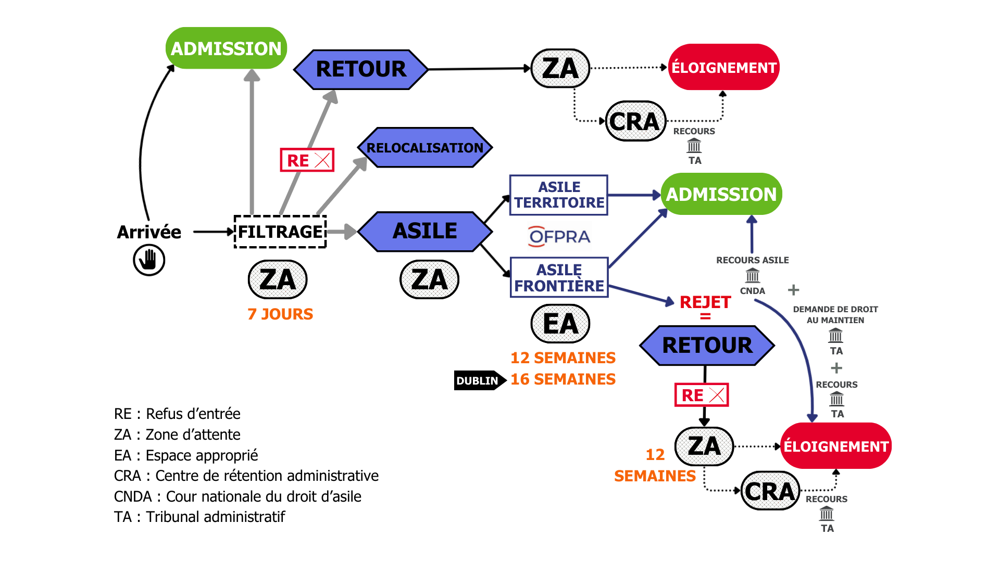 ADMISSION
RETOUR
ZA
ÉLOIGNEMENT
CRA
RECOURS
TA
RELOCALISATION
RE
ASILE
TERRITOIRE
ADMISSION
Arrivée
FILTRAGE
ASILE
OFPRA
ZA
7 JOURS
ZA
ASILE
FRONTIÈRE
EA
12 SEMAINES
DUBLIN
16 SEMAINES
RECOURS ASILE
CNDA
+
DEMANDE DE DROIT
AU MAINTIEN
TA
+
RECOURS
TA
REJET
=
RETOUR
RE
ZA
12
SEMAINES
ÉLOIGNEMENT
CRA
RECOURS
TA
RE : Refus d’entrée
ZA : Zone d’attente
EA : Espace approprié
CRA : Centre de rétention administrative
CNDA : Cour nationale du droit d’asile
TA : Tribunal administratif